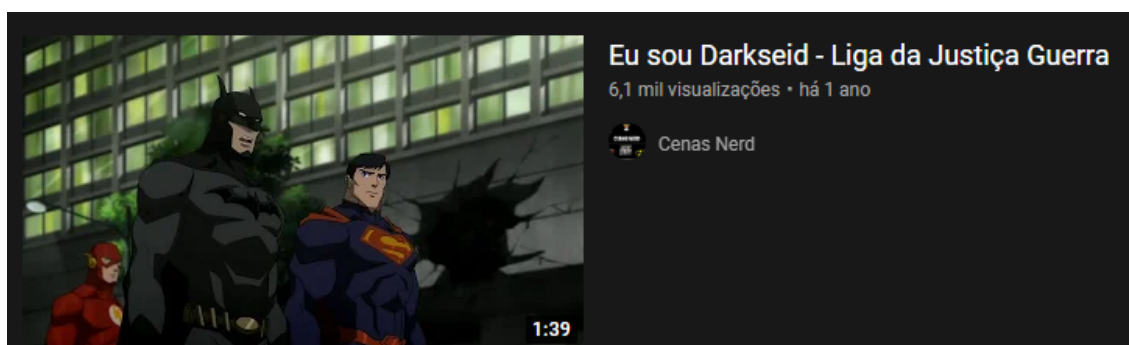 Eu sou Darkseid - Liga da Justiça Guerra
6,1 mil visualizações • há 1 ano
Cenas Nerd
1:39